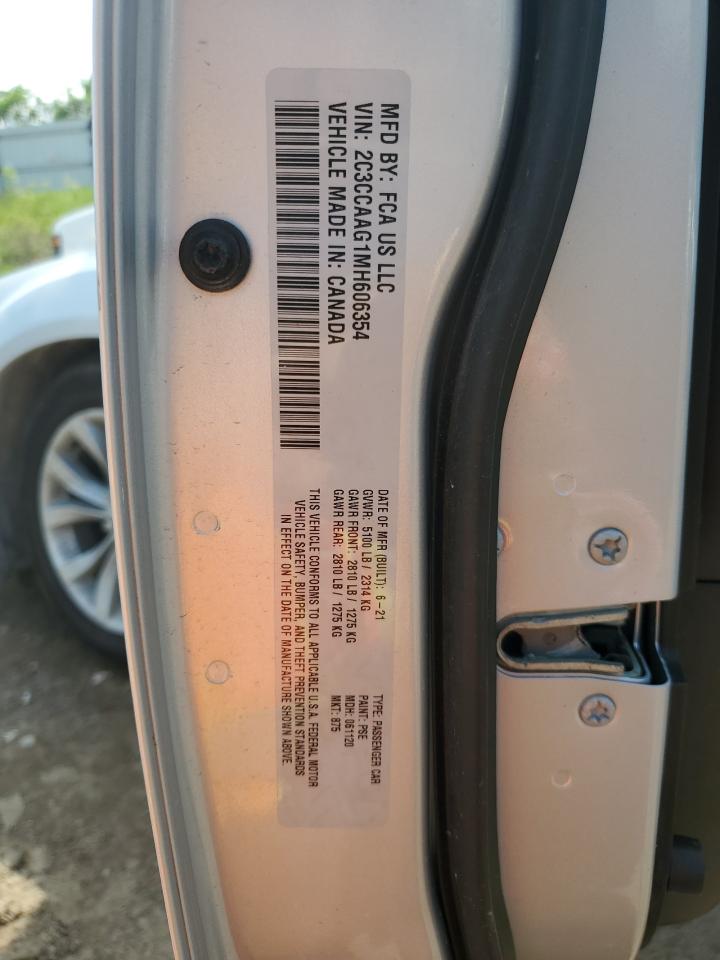 MFD BY: FCA US LLC
VIN: 2C3CCAAG1MH606354
VEHICLE MADE IN: CANADA
DATE OF MFR (BUILT): 6-21
GVWR: 5100 LB / 2314 KG
GAWR FRONT: 2810 LB / 1275 KG
GAWR REAR: 2810 LB / 1275 KG
TYPE: PASSENGER CAR
PAINT: PSE
MDH: 061120
MKT: 875
THIS VEHICLE CONFORMS TO ALL APPLICABLE U.S.A. FEDERAL MOTOR
VEHICLE SAFETY, BUMPER, AND THEFT PREVENTION STANDARDS
IN EFFECT ON THE DATE OF MANUFACTURE SHOWN ABOVE.